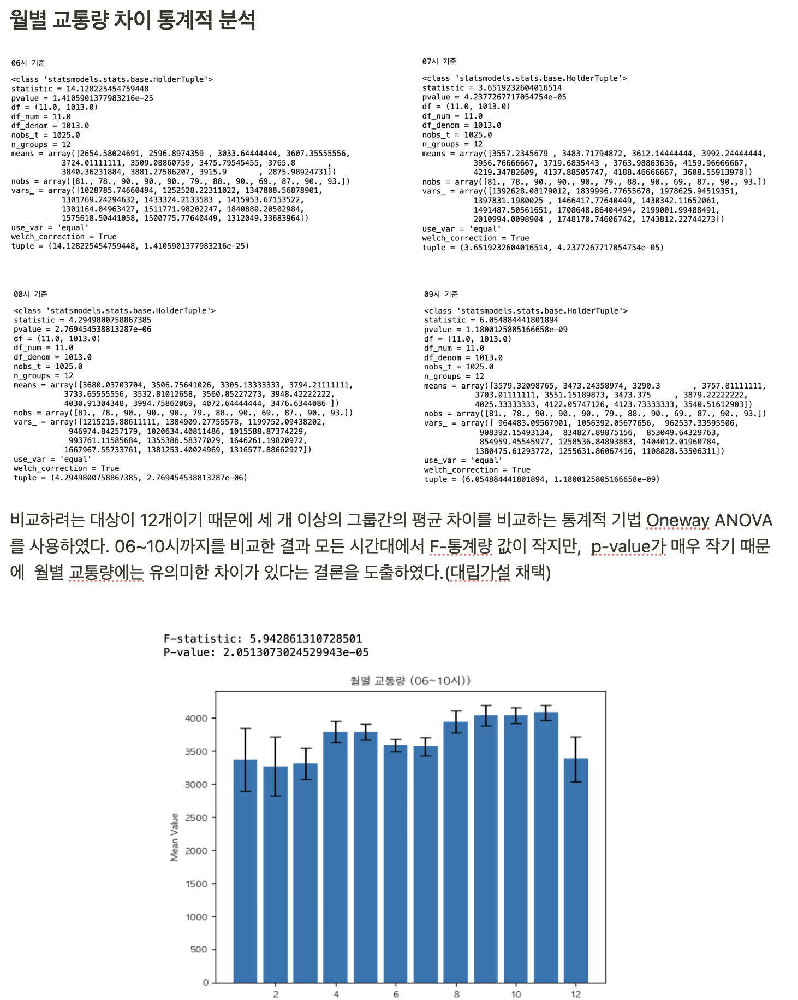 월별 교통량 차이 통계적 분석
06시 기준
<class 'statsmodels.stats.base.HolderTuple'>
statistic = 14.128225454759448
pvalue = 1.4105901377983216e-25
df = (11.0, 1013.0)
df_num = 11.0
df_denom = 1013.0
nobs_t = 1025.0
n_groups = 12
means = array([2654.58024691, 2596.8974359 , 3033.64444444, 3607.35555556,
3724.01111111, 3509.08860759, 3475.79545455, 3765.8       ,
3840.36231884, 3881.27586207, 3915.9       , 2875.98924731])
nobs = array([81., 78., 90., 90., 90., 79., 88., 90., 69., 87., 90., 93.])
vars_ = array([1028785.74660494, 1252528.22311022, 1347808.56878901,
1301769.24294632, 1433324.2133583 , 1415953.67153522,
1301164.04963427, 1511771.98202247, 1840880.20502984,
1575618.50441058, 1500775.77640449, 1312049.33683964])
use_var = 'equal'
welch_correction = True
tuple = (14.128225454759448, 1.4105901377983216e-25)
07시 기준
<class 'statsmodels.stats.base.HolderTuple'>
statistic = 3.6519232604016514
pvalue = 4.2377267717054754e-05
df = (11.0, 1013.0)
df_num = 11.0
df_denom = 1013.0
nobs_t = 1025.0
n_groups = 12
means = array([3557.2345679 , 3483.71794872, 3612.14444444, 3992.24444444,
3956.76666667, 3719.6835443 , 3763.98863636, 4159.96666667,
4219.34782609, 4137.88505747, 4188.46666667, 3608.55913978])
nobs = array([81., 78., 90., 90., 90., 79., 88., 90., 69., 87., 90., 93.])
vars_ = array([1392628.08179012, 1839996.77655678, 1978625.94519351,
1397831.1980025 , 1466417.77640449, 1430342.11652061,
1491487.50561651, 1708648.86404494, 2199001.99488491,
2010994.0098904 , 1748170.74606742, 1743812.22744273])
use_var = 'equal'
welch_correction = True
tuple = (3.6519232604016514, 4.2377267717054754e-05)
08시 기준
<class 'statsmodels.stats.base.HolderTuple'>
statistic = 4.2949800758867385
pvalue = 2.769454538813287e-06
df = (11.0, 1013.0)
df_num = 11.0
df_denom = 1013.0
nobs_t = 1025.0
n_groups = 12
means = array([3680.03703704, 3506.75641026, 3305.13333333, 3794.21111111,
3733.65555556, 3532.81012658, 3560.85227273, 3948.42222222,
4030.91304348, 3994.75862069, 4072.64444444, 3476.6344086 ])
nobs = array([81., 78., 90., 90., 90., 79., 88., 90., 69., 87., 90., 93.])
vars_ = array([1215215.88611111, 1384909.27755578, 1199752.09438202,
946974.84257179, 1020634.40811486, 1015588.87374229,
993761.11585684, 1355386.58377029, 1646261.19820972,
1667967.55733761, 1381253.40024969, 1316577.88662927])
use_var = 'equal'
welch_correction = True
tuple = (4.2949800758867385, 2.769454538813287e-06)
09시 기준
<class 'statsmodels.stats.base.HolderTuple'>
statistic = 6.054884441801894
pvalue = 1.1800125805166658e-09
df = (11.0, 1013.0)
df_num = 11.0
df_denom = 1013.0
nobs_t = 1025.0
n_groups = 12
means = array([3579.32098765, 3473.24358974, 3290.3       , 3757.81111111,
3703.01111111, 3551.15189873, 3473.375     , 3879.22222222,
4025.33333333, 4122.05747126, 4123.73333333, 3540.51612903])
nobs = array([81., 78., 90., 90., 90., 79., 88., 90., 69., 87., 90., 93.])
vars_ = array([ 964483.09567901, 1056392.05677656,  962537.33595506,
908392.15493134,  834827.89875156,  853049.64329763,
854959.45545977, 1258536.84893883, 1404012.01960784,
1380475.61293772, 1255631.86067416, 1108828.53506311])
use_var = 'equal'
welch_correction = True
tuple = (6.054884441801894, 1.1800125805166658e-09)
비교하려는 대상이 12개이기 때문에 세 개 이상의 그룹간의 평균 차이를 비교하는 통계적 기법 Oneway ANOVA
를 사용하였다. 06~10시까지를 비교한 결과 모든 시간대에서 F-통계량 값이 작지만,  p-value가 매우 작기 때문
에  월별 교통량에는 유의미한 차이가 있다는 결론을 도출하였다.(대립가설 채택)
F-statistic: 5.942861310728501
P-value: 2.0513073024529943e-05
월별 교통량 (06~10시))
Mean Value
4000
3500
3000
2500
2000
1500
1000
500
0
2 4 6 8 10 12